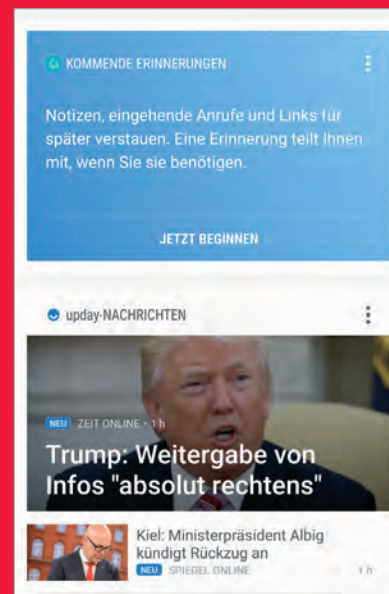 KOMMENDE ERINNERUNGEN
Notizen, eingehende Anrufe und Links für
später verstauen. Eine Erinnerung teilt Ihnen
mit, wenn Sie sie benötigen.
JETZT BEGINNEN
upday-NACHRICHTEN
NEU ZEIT ONLINE • 1 h
Trump: Weitergabe von
Infos "absolut rechtens"
Kiel: Ministerpräsident Albig
kündigt Rückzug an
NEU SPIEGEL ONLINE 1 h